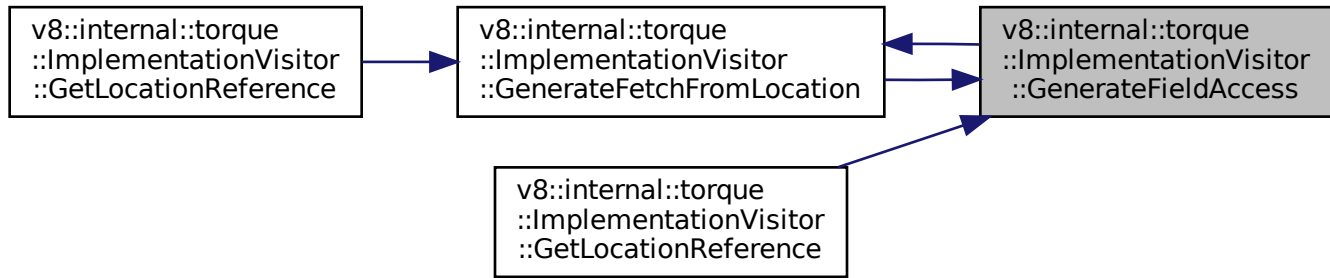 v8::internal::torque
::ImplementationVisitor
::GetLocationReference
v8::internal::torque
::ImplementationVisitor
::GenerateFetchFromLocation
v8::internal::torque
::ImplementationVisitor
::GenerateFieldAccess
v8::internal::torque
::ImplementationVisitor
::GetLocationReference